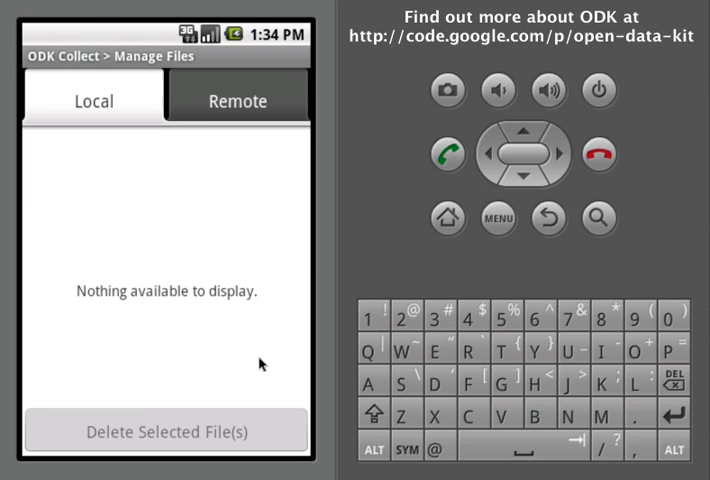 3G 1:34 PM
ODK Collect > Manage Files
Local Remote
Nothing available to display.
Delete Selected File(s)
Find out more about ODK at
http://code.google.com/p/open-data-kit
MENU
1 ! 2 @ 3 # 4 $ 5 % 6 ^ 7 & 8 * 9 ( 0 )
Q | W ~ E " R ` T { Y } U _ I - O + P =
A S \ D ' F [ G ] H < J > K ; L : DEL
Z X C V B N M .
ALT SYM @ / ? , ALT